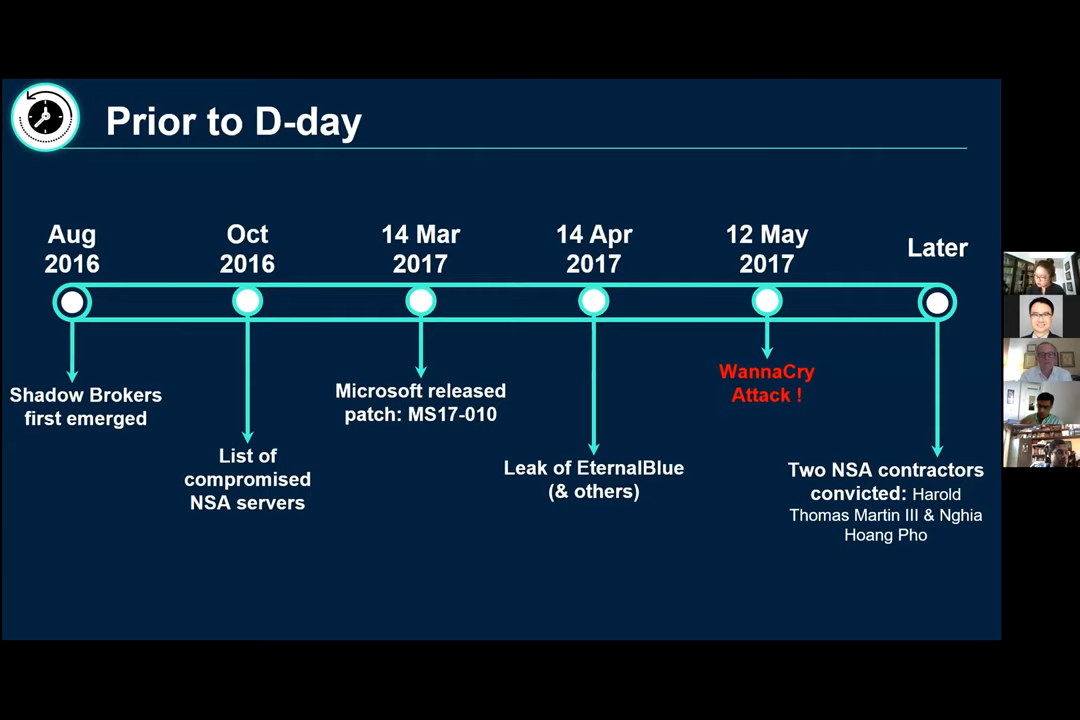 Prior to D-day
Aug
2016
Oct
2016
14 Mar
2017
14 Apr
2017
12 May
2017
Later
Shadow Brokers
first emerged
List of
compromised
NSA servers
Microsoft released
patch: MS17-010
Leak of EternalBlue
(& others)
WannaCry
Attack !
Two NSA contractors
convicted: Harold
Thomas Martin III & Nghia
Hoang Pho